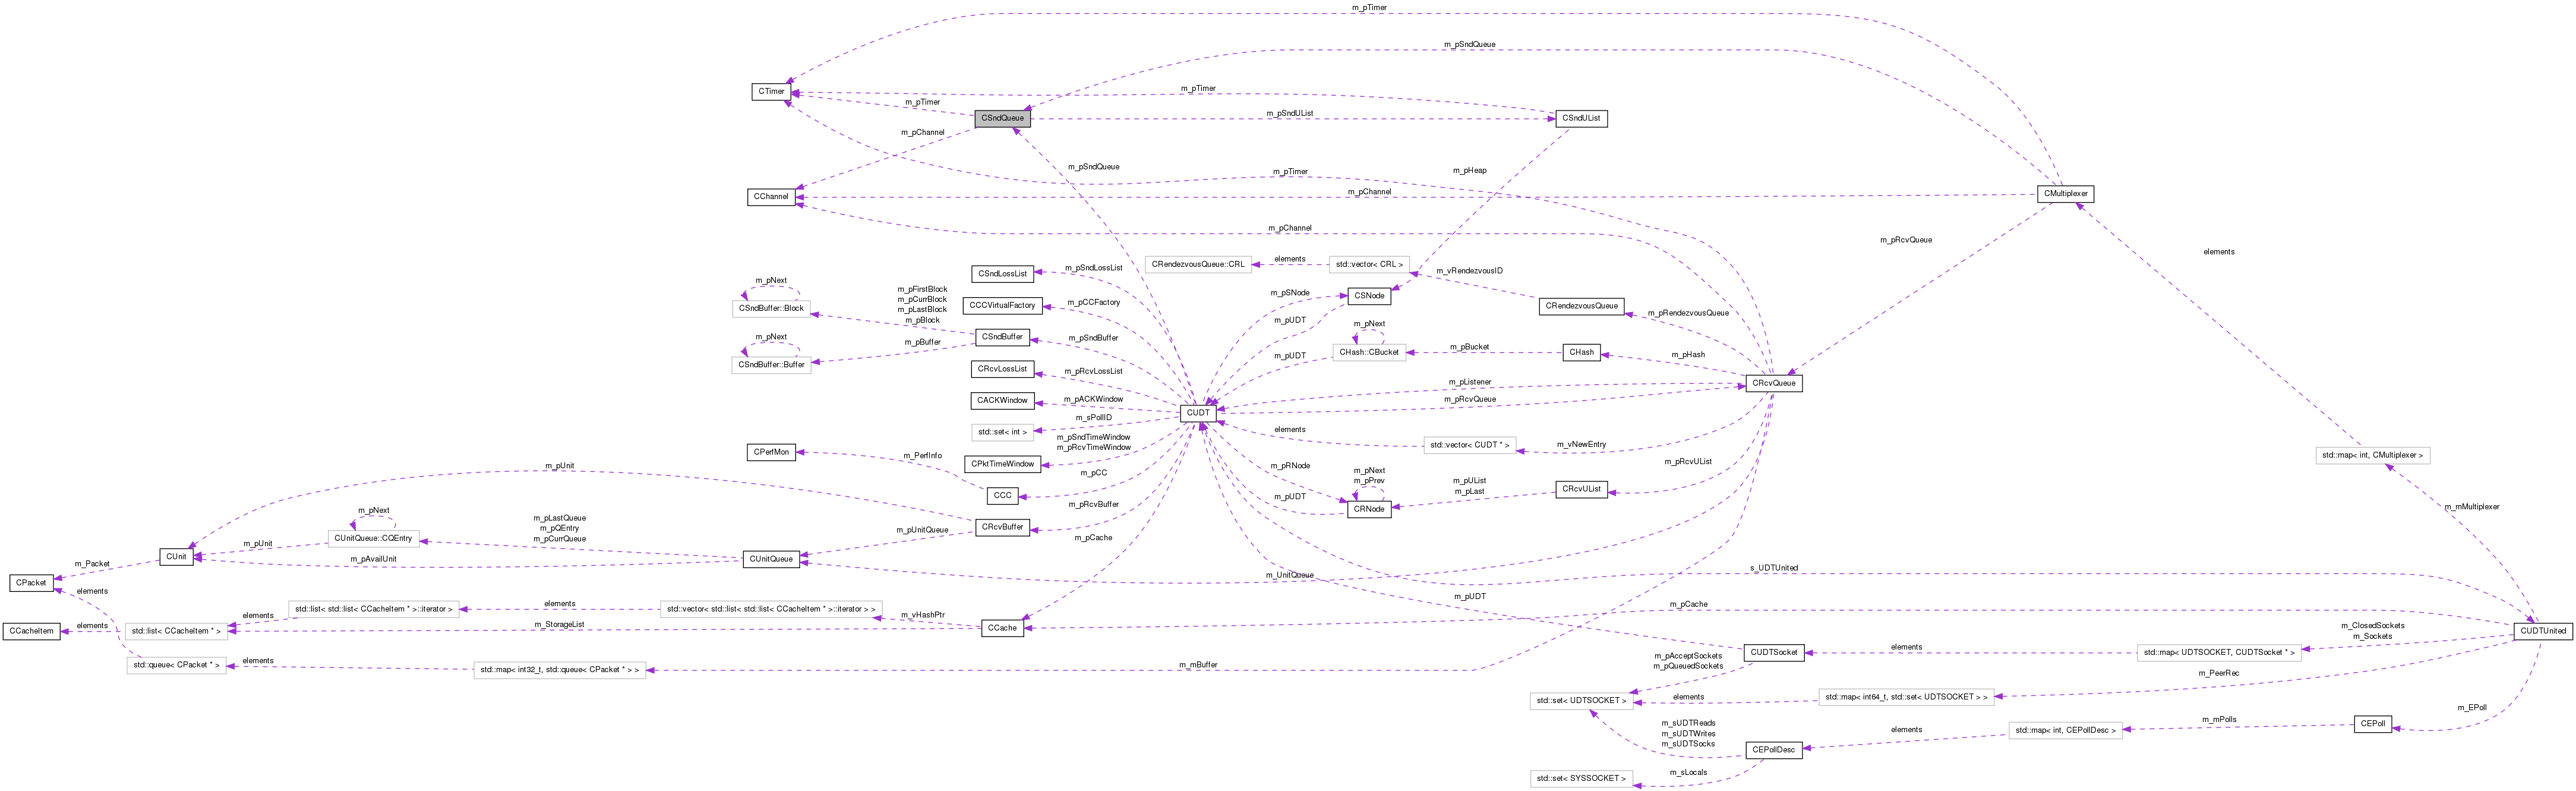 m_pTimer
m_pSndQueue
CTimer
m_pTimer
m_pTimer
CSndQueue
m_pSndUList
CSndUList
m_pChannel
m_pSndQueue
m_pTimer
m_pHeap
CChannel
m_pChannel
CMultiplexer
m_pChannel
m_pRcvQueue
elements
CSndLossList
m_pSndLossList
CRendezvousQueue::CRL
elements
std::vector< CRL >
m_vRendezvousID
m_pNext
CSndBuffer::Block
m_pFirstBlock
m_pCurrBlock
m_pLastBlock
m_pBlock
CCCVirtualFactory
m_pCCFactory
m_pSNode
CSNode
CRendezvousQueue
m_pRendezvousQueue
m_pUDT
m_pNext
CSndBuffer::Buffer
m_pBuffer
CSndBuffer
m_pSndBuffer
m_pNext
CHash::CBucket
m_pUDT
m_pBucket
CHash
m_pHash
CRcvLossList
m_pRcvLossList
m_pListener
CRcvQueue
CACKWindow
m_pACKWindow
CUDT
m_pRcvQueue
std::set< int >
m_sPollID
elements
std::vector< CUDT * >
m_vNewEntry
m_pSndTimeWindow
m_pRcvTimeWindow
CPktTimeWindow
CPerfMon
m_PerfInfo
m_pCC
CCC
m_pRNode
m_pNext
m_pPrev
CRNode
m_pUDT
m_pUList
m_pLast
CRcvUList
m_pRcvUList
std::map< int, CMultiplexer >
m_mMultiplexer
m_pUnit
m_pRcvBuffer
CRcvBuffer
m_pUnitQueue
m_pCache
m_pNext
CUnitQueue::CQEntry
m_pLastQueue
m_pQEntry
m_pCurrQueue
m_pUnit
CUnit
m_pAvailUnit
CUnitQueue
m_Packet
CPacket
elements
m_UnitQueue
s_UDTUnited
m_pUDT
m_pCache
std::list< std::list< CCacheItem * >::iterator >
elements
std::vector< std::list< std::list< CCacheItem * >::iterator > >
m_vHashPtr
elements
CCacheItem
elements
std::list< CCacheItem * >
m_StorageList
CCache
CUDTUnited
m_ClosedSockets
m_Sockets
std::queue< CPacket * >
elements
std::map< int32_t, std::queue< CPacket * > >
m_mBuffer
m_pAcceptSockets
m_pQueuedSockets
CUDTSocket
elements
std::map< UDTSOCKET, CUDTSocket * >
m_PeerRec
std::set< UDTSOCKET >
elements
std::map< int64_t, std::set< UDTSOCKET > >
m_EPoll
m_sUDTReads
m_sUDTWrites
m_sUDTSocks
CEPollDesc
elements
std::map< int, CEPollDesc >
m_mPolls
CEPoll
std::set< SYSSOCKET >
m_sLocals